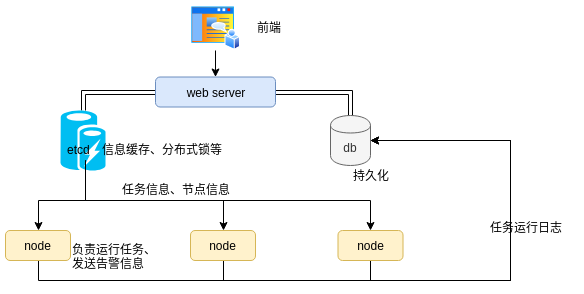 前端
web server
etcd
信息缓存、分布式锁等
db
持久化
任务信息、节点信息
任务运行日志
node
负责运行任务、
发送告警信息
node
node